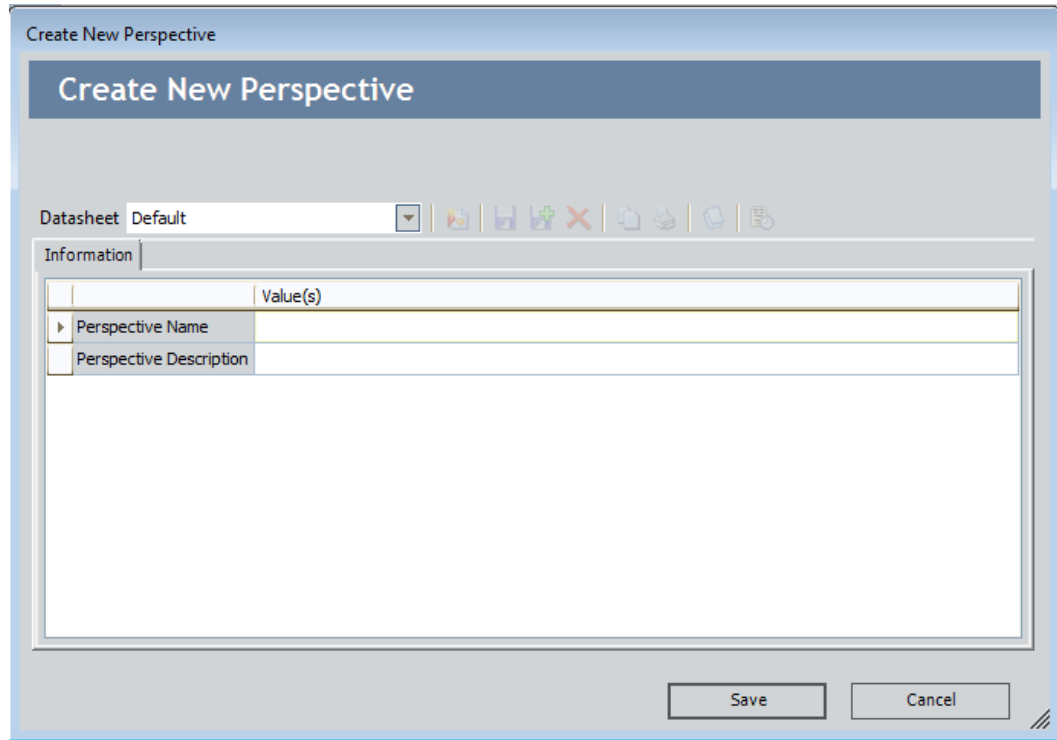 Create New Perspective
Create New Perspective
Datasheet Default
Information
Value(s)
Perspective Name
Perspective Description
Save Cancel